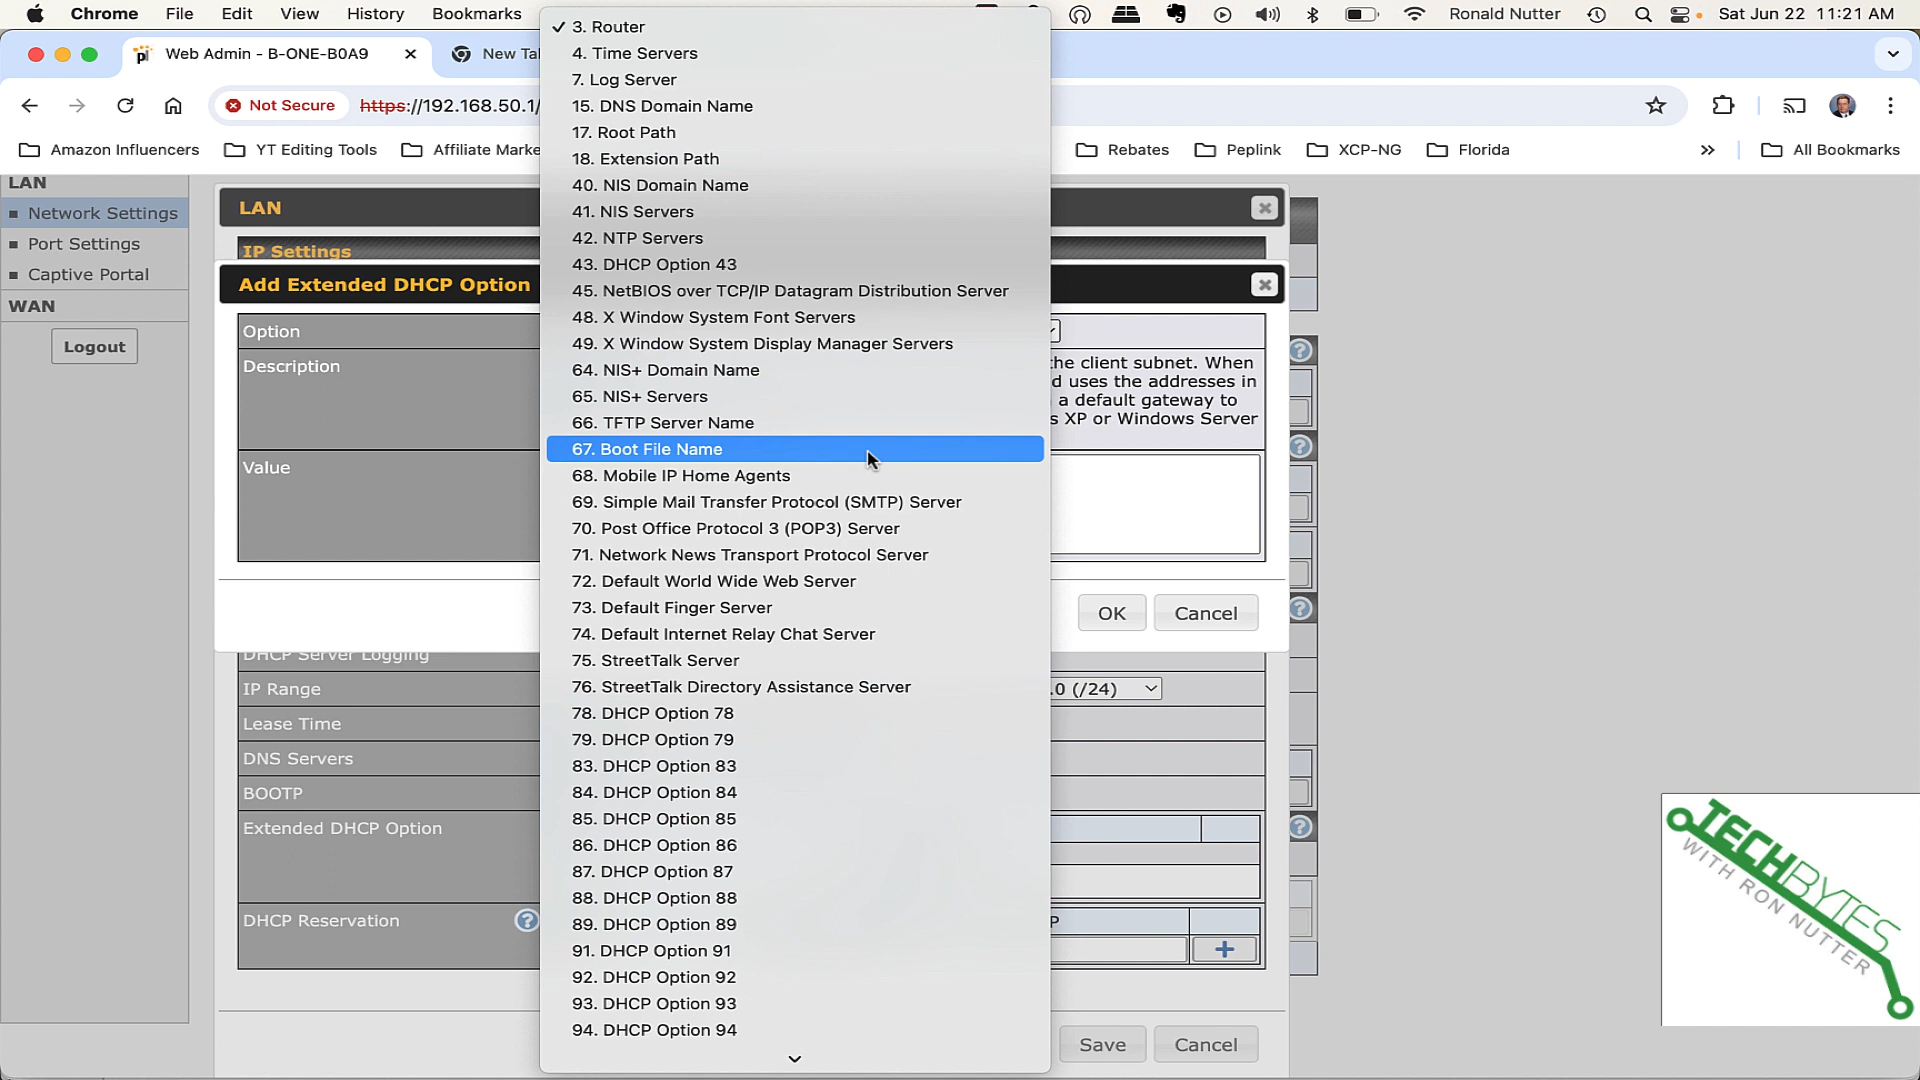 Chrome File Edit View History Bookmarks
Ronald Nutter Sat Jun 22 11:21 AM
Web Admin - B-ONE-B0A9
New Ta
Not Secure https://192.168.50.1/
Amazon Influencers YT Editing Tools Affiliate Marke
Rebates Peplink XCP-NG Florida » All Bookmarks
LAN
Network Settings
Port Settings
Captive Portal
WAN
Logout
LAN
IP Settings
Add Extended DHCP Option
Option
Description
he client subnet. When
d uses the addresses in
a default gateway to
s XP or Windows Server
Value
OK Cancel
DHCP Server Logging
IP Range
.0 (/24)
Lease Time
DNS Servers
BOOTP
Extended DHCP Option
DHCP Reservation
P
Save Cancel
✓ 3. Router
4. Time Servers
7. Log Server
15. DNS Domain Name
17. Root Path
18. Extension Path
40. NIS Domain Name
41. NIS Servers
42. NTP Servers
43. DHCP Option 43
45. NetBIOS over TCP/IP Datagram Distribution Server
48. X Window System Font Servers
49. X Window System Display Manager Servers
64. NIS+ Domain Name
65. NIS+ Servers
66. TFTP Server Name
67. Boot File Name
68. Mobile IP Home Agents
69. Simple Mail Transfer Protocol (SMTP) Server
70. Post Office Protocol 3 (POP3) Server
71. Network News Transport Protocol Server
72. Default World Wide Web Server
73. Default Finger Server
74. Default Internet Relay Chat Server
75. StreetTalk Server
76. StreetTalk Directory Assistance Server
78. DHCP Option 78
79. DHCP Option 79
83. DHCP Option 83
84. DHCP Option 84
85. DHCP Option 85
86. DHCP Option 86
87. DHCP Option 87
88. DHCP Option 88
89. DHCP Option 89
91. DHCP Option 91
92. DHCP Option 92
93. DHCP Option 93
94. DHCP Option 94
TECHBYTES
WITH RON NUTTER